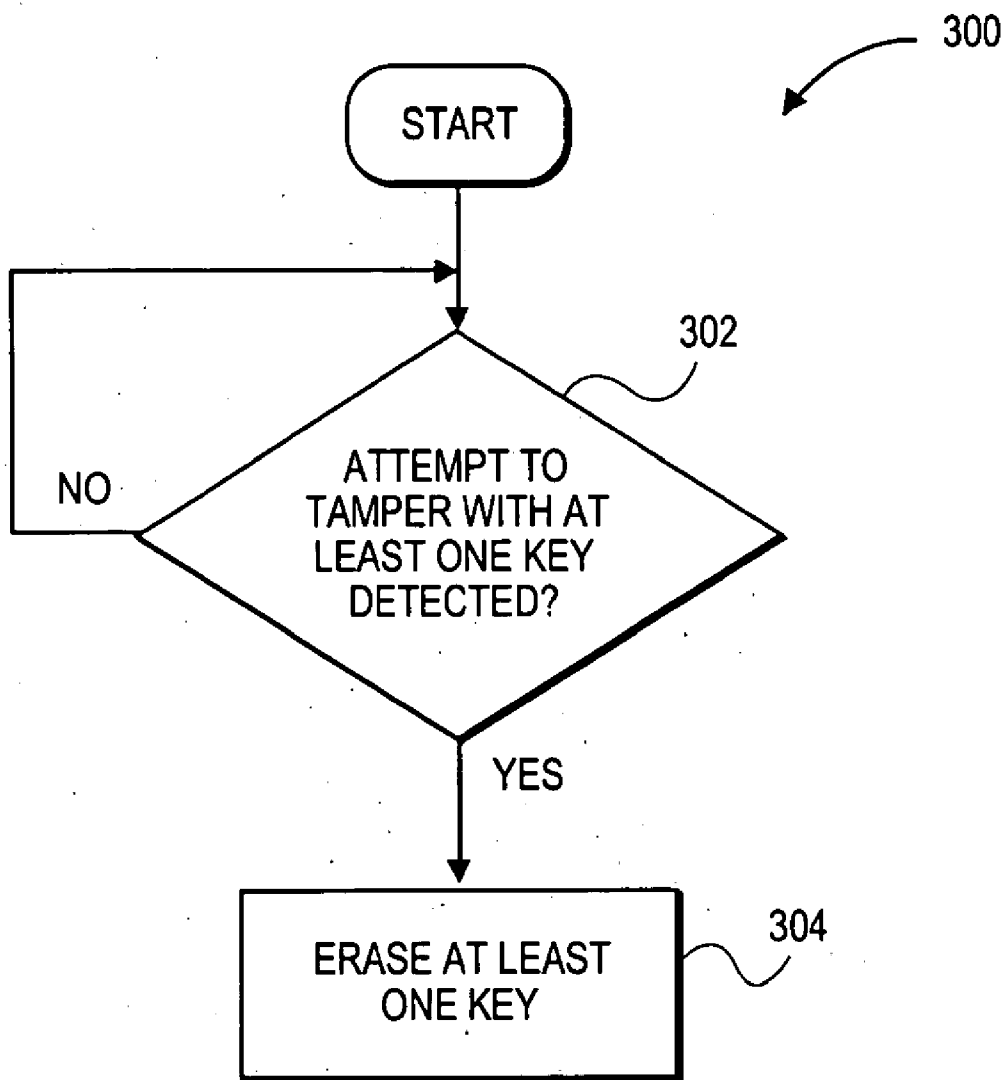 300
START
302
ATTEMPT TO
TAMPER WITH AT
LEAST ONE KEY
DETECTED?
NO
YES
304
ERASE AT LEAST
ONE KEY